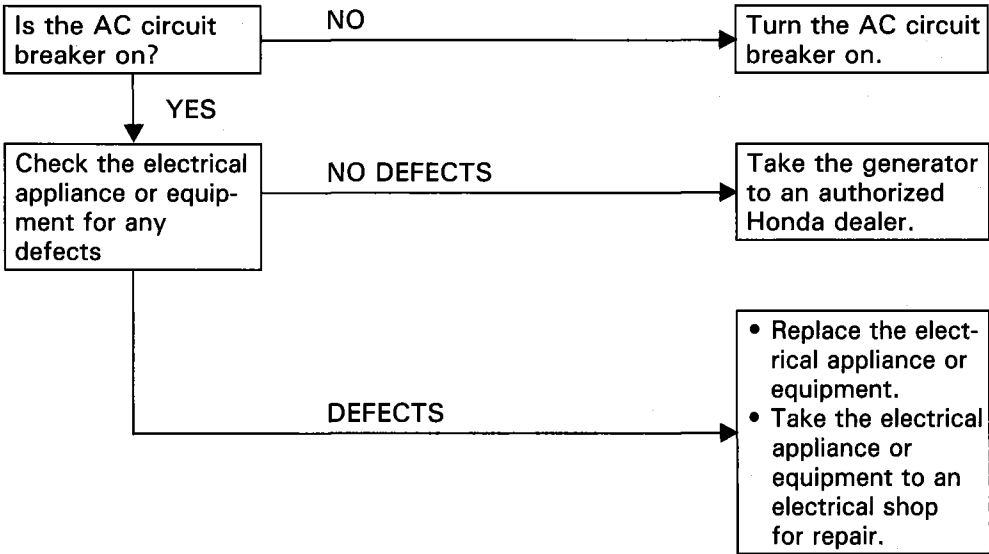 Is the AC circuit
breaker on?
NO
Turn the AC circuit
breaker on.
YES
Check the electrical
appliance or equip-
ment for any
defects
NO DEFECTS
Take the generator
to an authorized
Honda dealer.
DEFECTS
• Replace the elect-
rical appliance or
equipment.
• Take the electrical
appliance or
equipment to an
electrical shop
for repair.